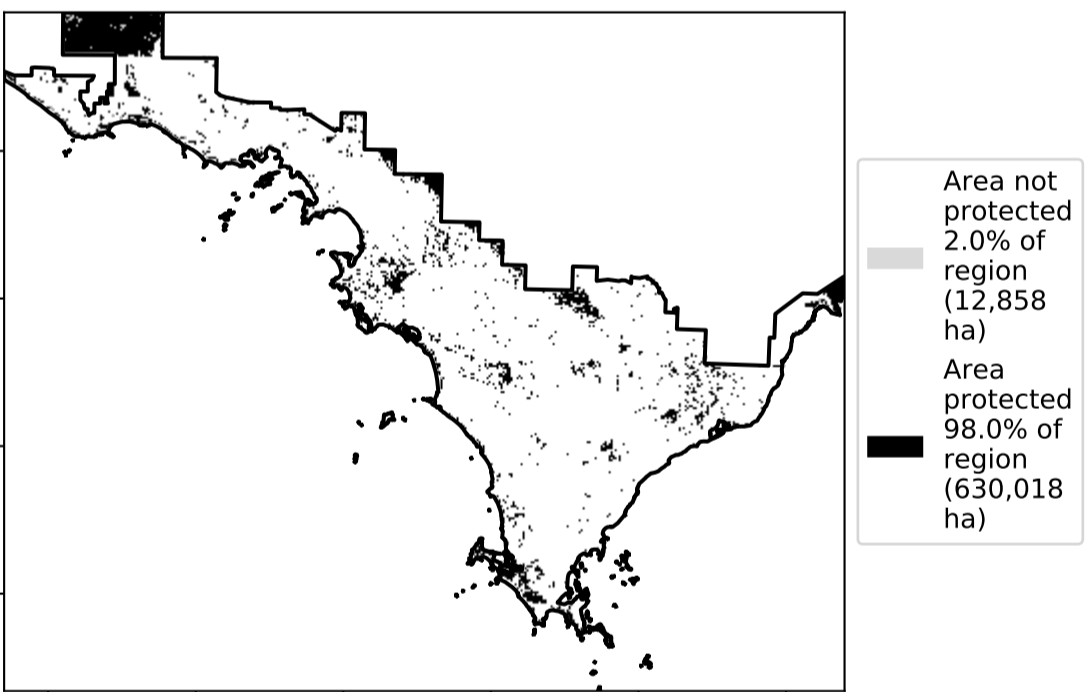 Area not
protected
2.0% of
region
(12,858
ha)
Area
protected
98.0% of
region
(630,018
ha)